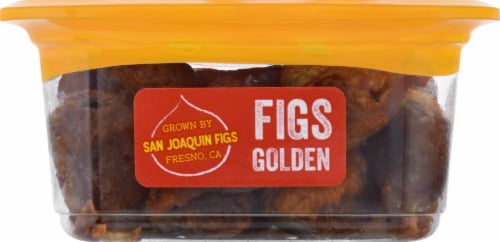 GROWN BY
SAN JOAQUIN FIGS
FRESNO, CA
FIGS
GOLDEN